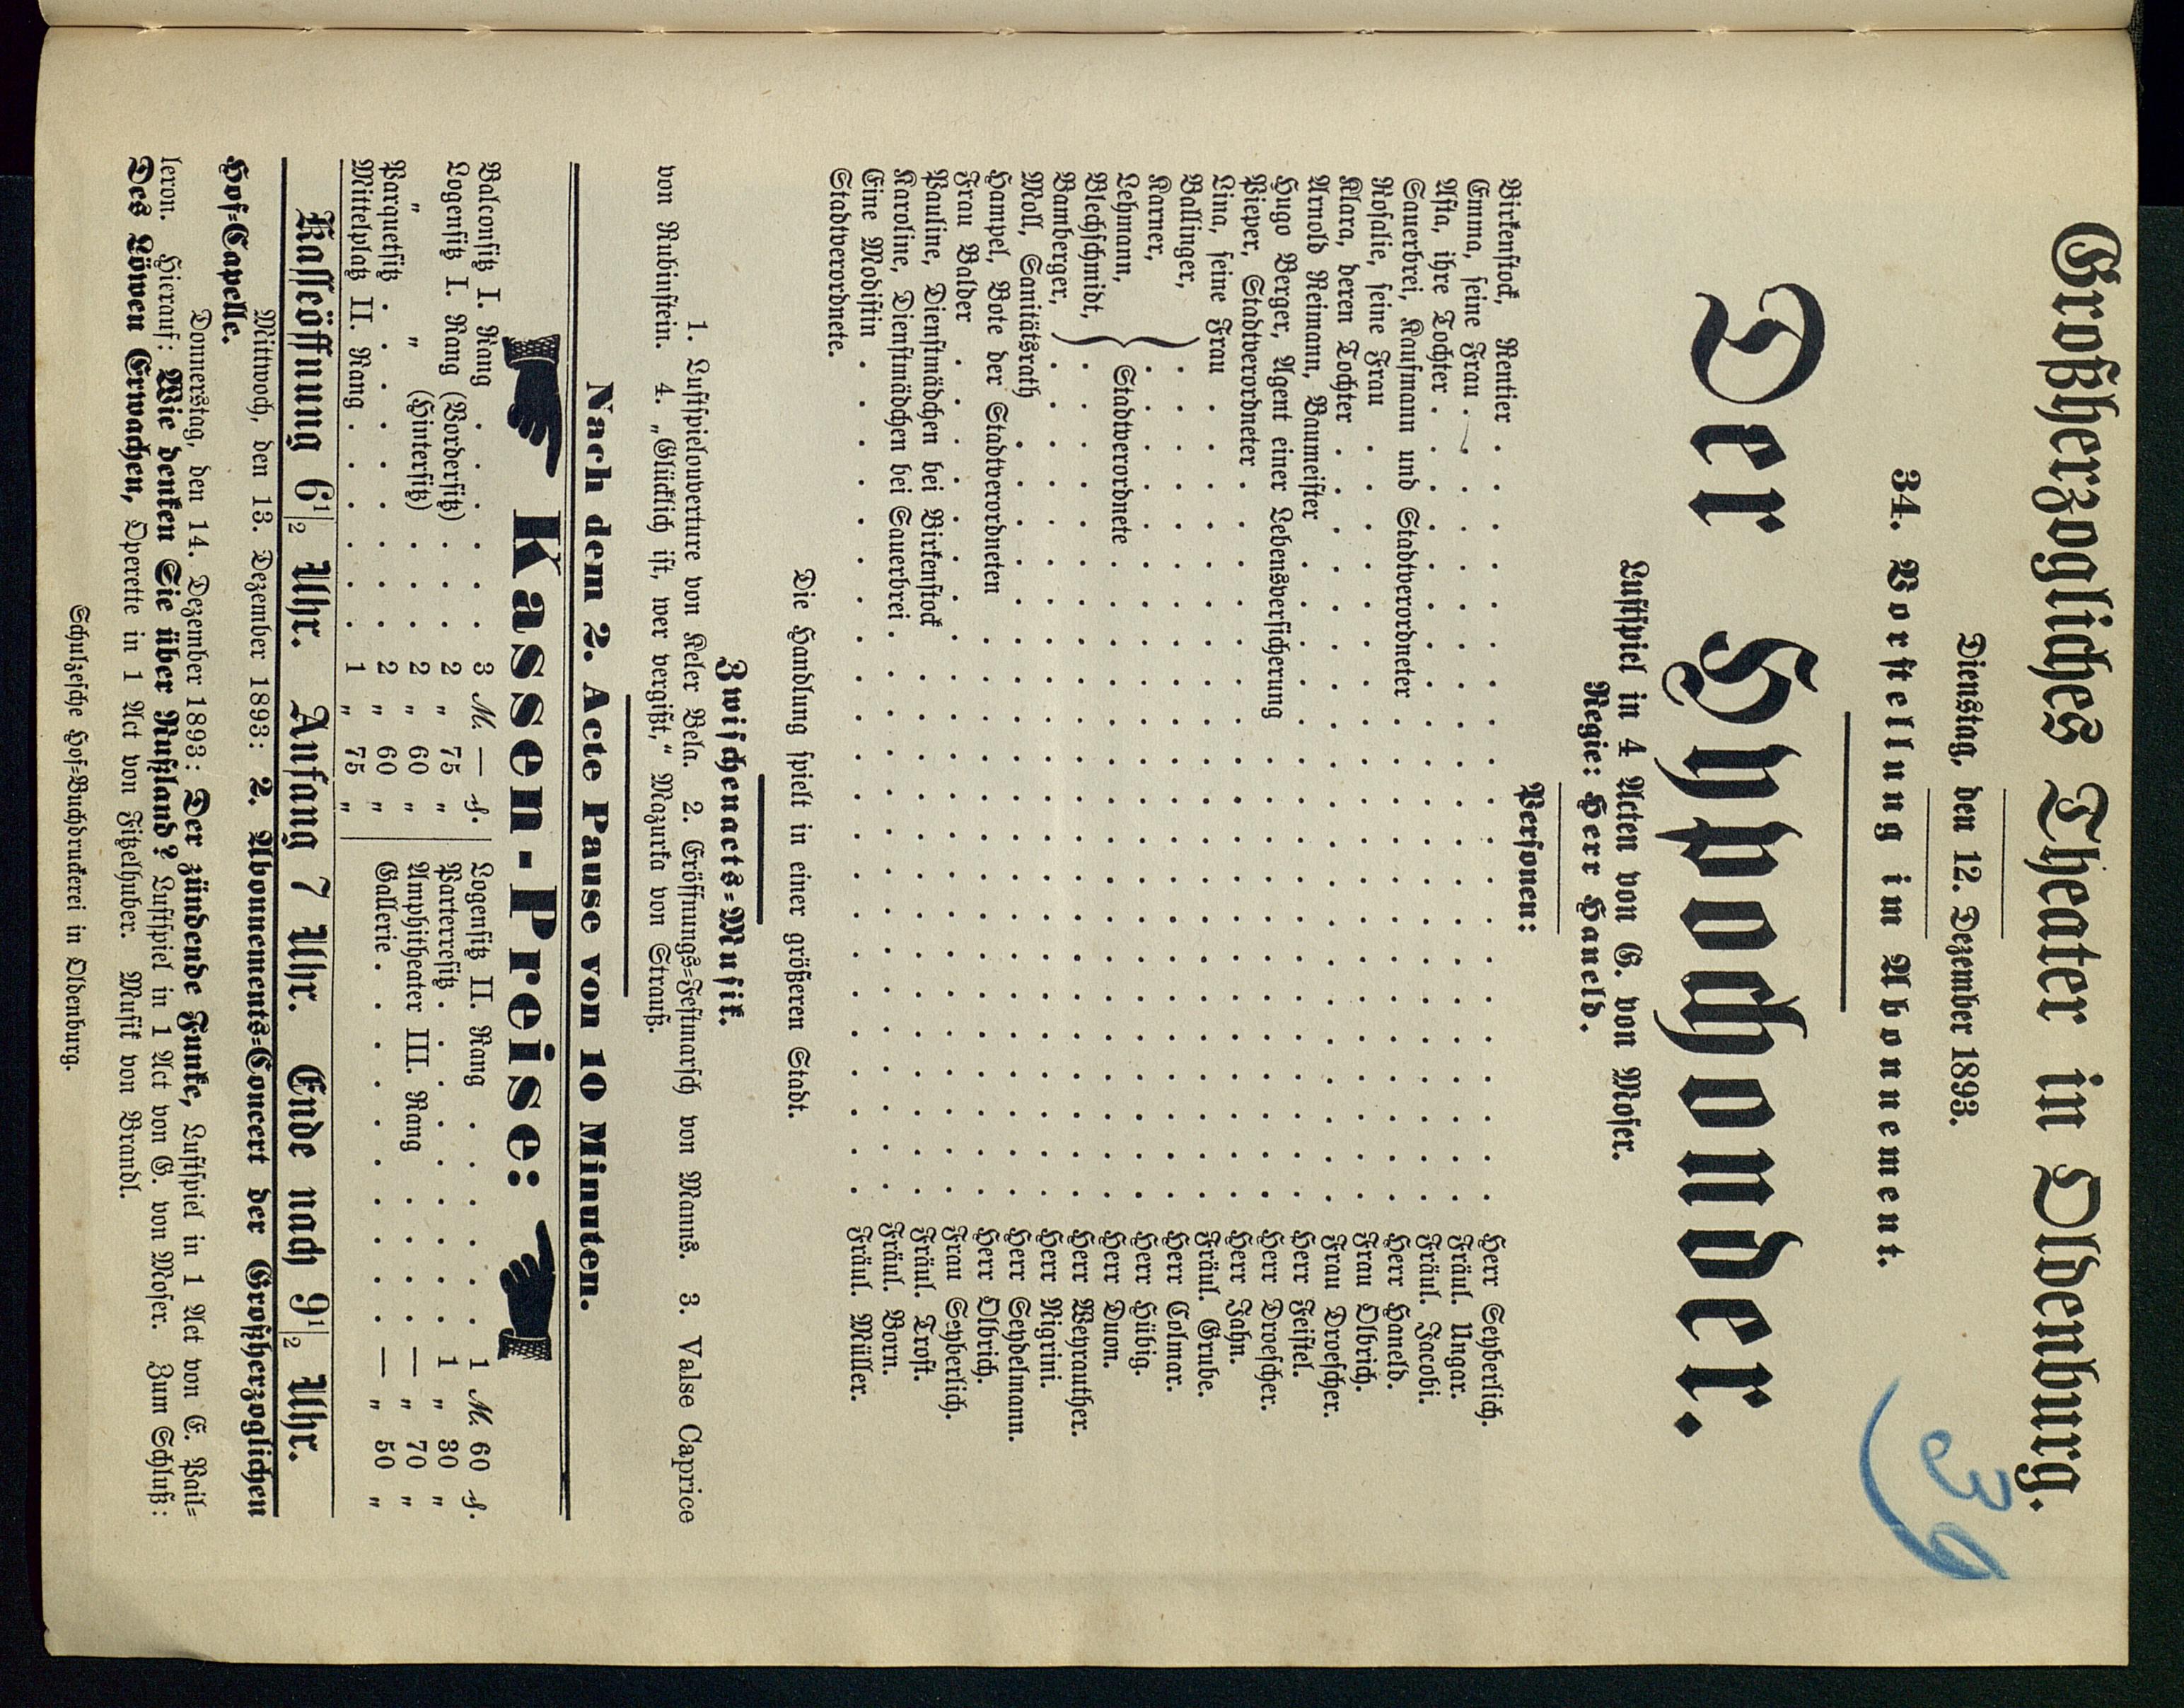 Großherzogliches Theater in Oldenburg.
Dienstag, den 12. Dezember 1893.
39
34. Vorstellung im Abonnement.
Der Hypochonder.
Lustspiel in 4 Acten von G. von Moser.
Regie: Herr Haneld.
Personen:
Birkenstock, Rentier . . . Herr Seyberlich.
Emma, seine Frau . . . Fräul. Ungar.
Asta, ihre Tochter . . . Fräul. Jacobi.
Sauerbrei, Kaufmann und Stadtverordneter . . . Herr Haneld.
Rosalie, seine Frau . . . Frau Olbrich.
Klara, deren Tochter . . . Frau Droescher.
Arnold Reimann, Baumeister . . . Herr Feistel.
Hugo Berger, Agent einer Lebensversicherung . . . Herr Droescher.
Pieper, Stadtverordneter . . . Herr Jahn.
Lina, seine Frau . . . Fräul. Grube.
Ballinger, . . . Herr Colmar.
Karner, . . . Herr Hübig.
Lehmann, } Stadtverordnete . . . Herr Duon.
Blechschmidt, . . . Herr Weyrauther.
Bamberger, . . . Herr Nigrini.
Moll, Sanitätsrath . . . Herr Seydelmann.
Hampel, Bote der Stadtverordneten . . . Herr Olbrich.
Frau Balder . . . Frau Seyberlich.
Pauline, Dienstmädchen bei Birkenstock . . . Fräul. Trost.
Karoline, Dienstmädchen bei Sauerbrei . . . Fräul. Born.
Eine Modistin . . . Fräul. Müller.
Stadtverordnete.
Die Handlung spielt in einer größeren Stadt.
Zwischenacts-Musik.
1. Lustspielouverture von Keler Bela. 2. Eröffnungs-Festmarsch von Manns. 3. Valse Caprice
von Rubinstein. 4. „Glücklich ist, wer vergißt," Mazurka von Strauß.
Nach dem 2. Acte Pause von 10 Minuten.
Kassen-Preise:
Balconsitz I. Rang . . . 3 M. — ₰.
Logensitz I. Rang (Vordersitz) . . . 2 „ 75 „
„ „ (Hintersitz) . . . 2 „ 60 „
Parquetsitz . . . 2 „ 60 „
Mittelplatz II. Rang . . . 1 „ 75 „
Logensitz II. Rang . . . 1 M. 60 ₰.
Parterresitz . . . 1 „ 30 „
Amphitheater III. Rang . . . — „ 70 „
Gallerie . . . — „ 50 „
Kasseöffnung 6½ Uhr. Anfang 7 Uhr. Ende nach 9½ Uhr.
Mittwoch, den 13. Dezember 1893: 2. Abonnements-Concert der Großherzoglichen
Hof-Capelle.
Donnerstag, den 14. Dezember 1893: Der zündende Funke, Lustspiel in 1 Act von E. Pail-
leron. Hierauf: Wie denken Sie über Rußland? Lustspiel in 1 Act von G. von Moser. Zum Schluß:
Des Löwen Erwachen, Operette in 1 Act von Fitzelhuber. Musik von Brandl.
Schulzesche Hof-Buchdruckerei in Oldenburg.